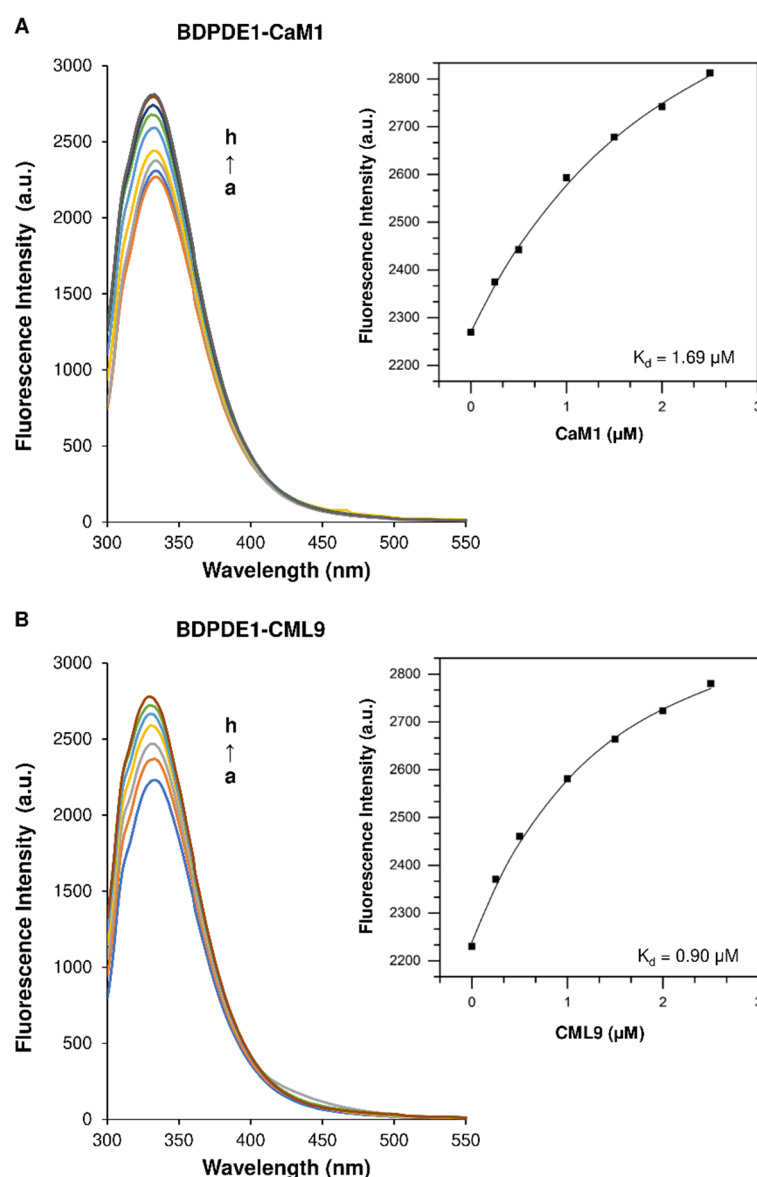 A
BDPDE1-CaM1
Fluorescence Intensity (a.u.)
3000
2500
2000
1500
1000
500
0
h
↑
a
300
350
400
450
500
550
Wavelength (nm)
Fluorescence Intensity (a.u.)
2800
2700
2600
2500
2400
2300
2200
Kd = 1.69 µM
0
1
2
3
CaM1 (µM)
B
BDPDE1-CML9
Fluorescence Intensity (a.u.)
3000
2500
2000
1500
1000
500
0
h
↑
a
300
350
400
450
500
550
Wavelength (nm)
Fluorescence Intensity (a.u.)
2800
2700
2600
2500
2400
2300
2200
Kd = 0.90 µM
0
1
2
3
CML9 (µM)